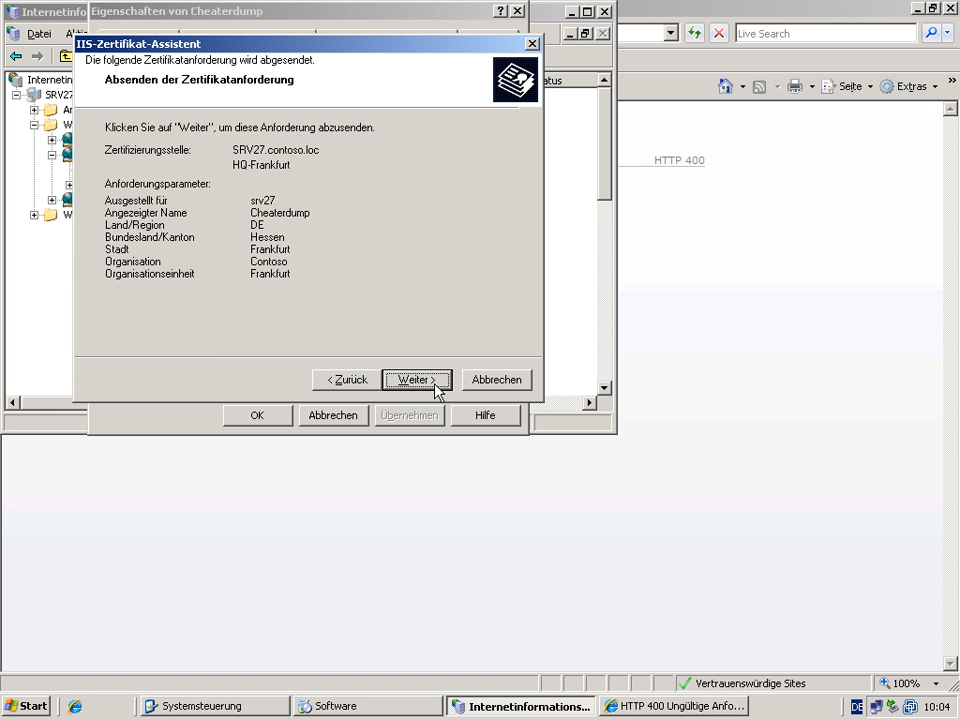 Internetinfo
Eigenschaften von Cheaterdump
Datei
Live Search
IIS-Zertifikat-Assistent
Die folgende Zertifikatanforderung wird abgesendet.
Absenden der Zertifikatanforderung
Internetin
SRV27
W
W
Seite
Extras
»
HTTP 400
Klicken Sie auf "Weiter", um diese Anforderung abzusenden.
Zertifizierungsstelle: SRV27.contoso.loc
HQ-Frankfurt
Anforderungsparameter:
Ausgestellt für srv27
Angezeigter Name Cheaterdump
Land/Region DE
Bundesland/Kanton Hessen
Stadt Frankfurt
Organisation Contoso
Organisationseinheit Frankfurt
< Zurück Weiter > Abbrechen
OK Abbrechen Übernehmen Hilfe
Vertrauenswürdige Sites 100%
Start Systemsteuerung Software Internetinformations... HTTP 400 Ungültige Anfo... DE 10:04